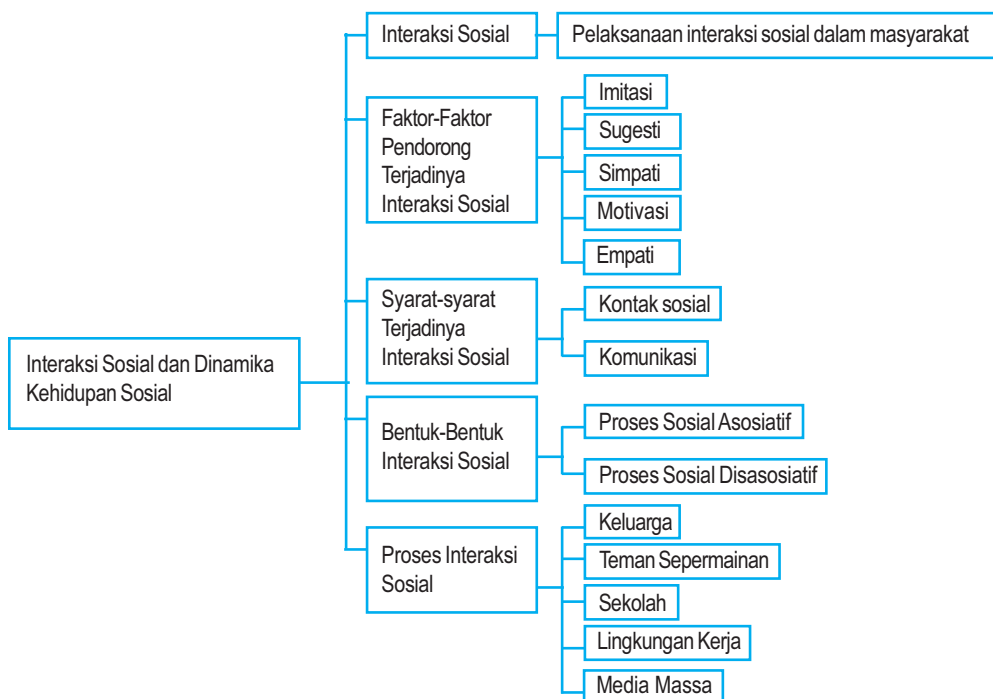 Interaksi Sosial dan Dinamika
Kehidupan Sosial
Interaksi Sosial
Pelaksanaan interaksi sosial dalam masyarakat
Faktor-Faktor
Pendorong
Terjadinya
Interaksi Sosial
Imitasi
Sugesti
Simpati
Motivasi
Empati
Syarat-syarat
Terjadinya
Interaksi Sosial
Kontak sosial
Komunikasi
Bentuk-Bentuk
Interaksi Sosial
Proses Sosial Asosiatif
Proses Sosial Disasosiatif
Proses Interaksi
Sosial
Keluarga
Teman Sepermainan
Sekolah
Lingkungan Kerja
Media Massa